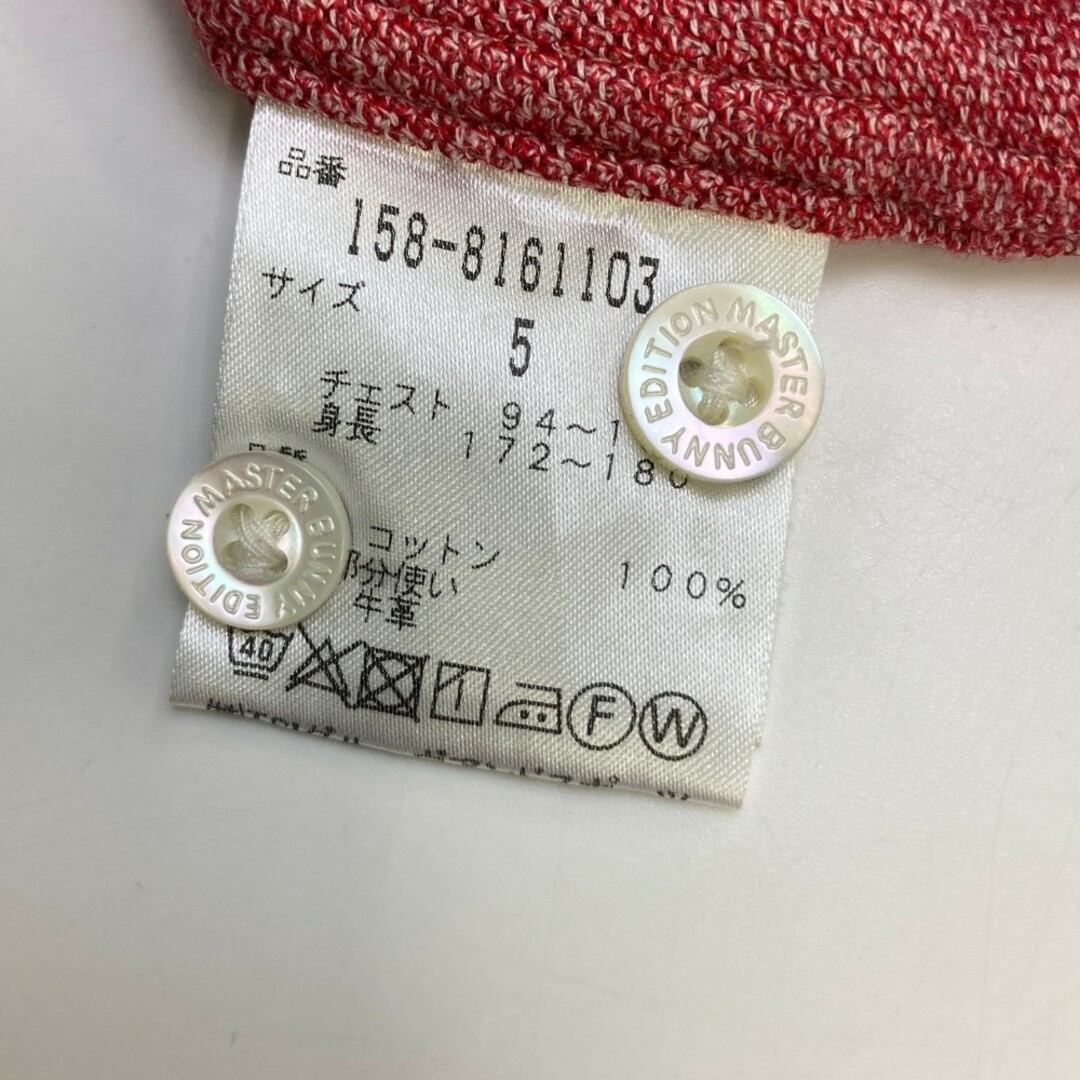 品番
158-8161103
サイズ
5
チェスト 94～1
身長 172～180
コットン 100%
部分使い
牛革
40
1
F
W
MASTER BUNNY EDITION
MASTER BUNNY EDITION